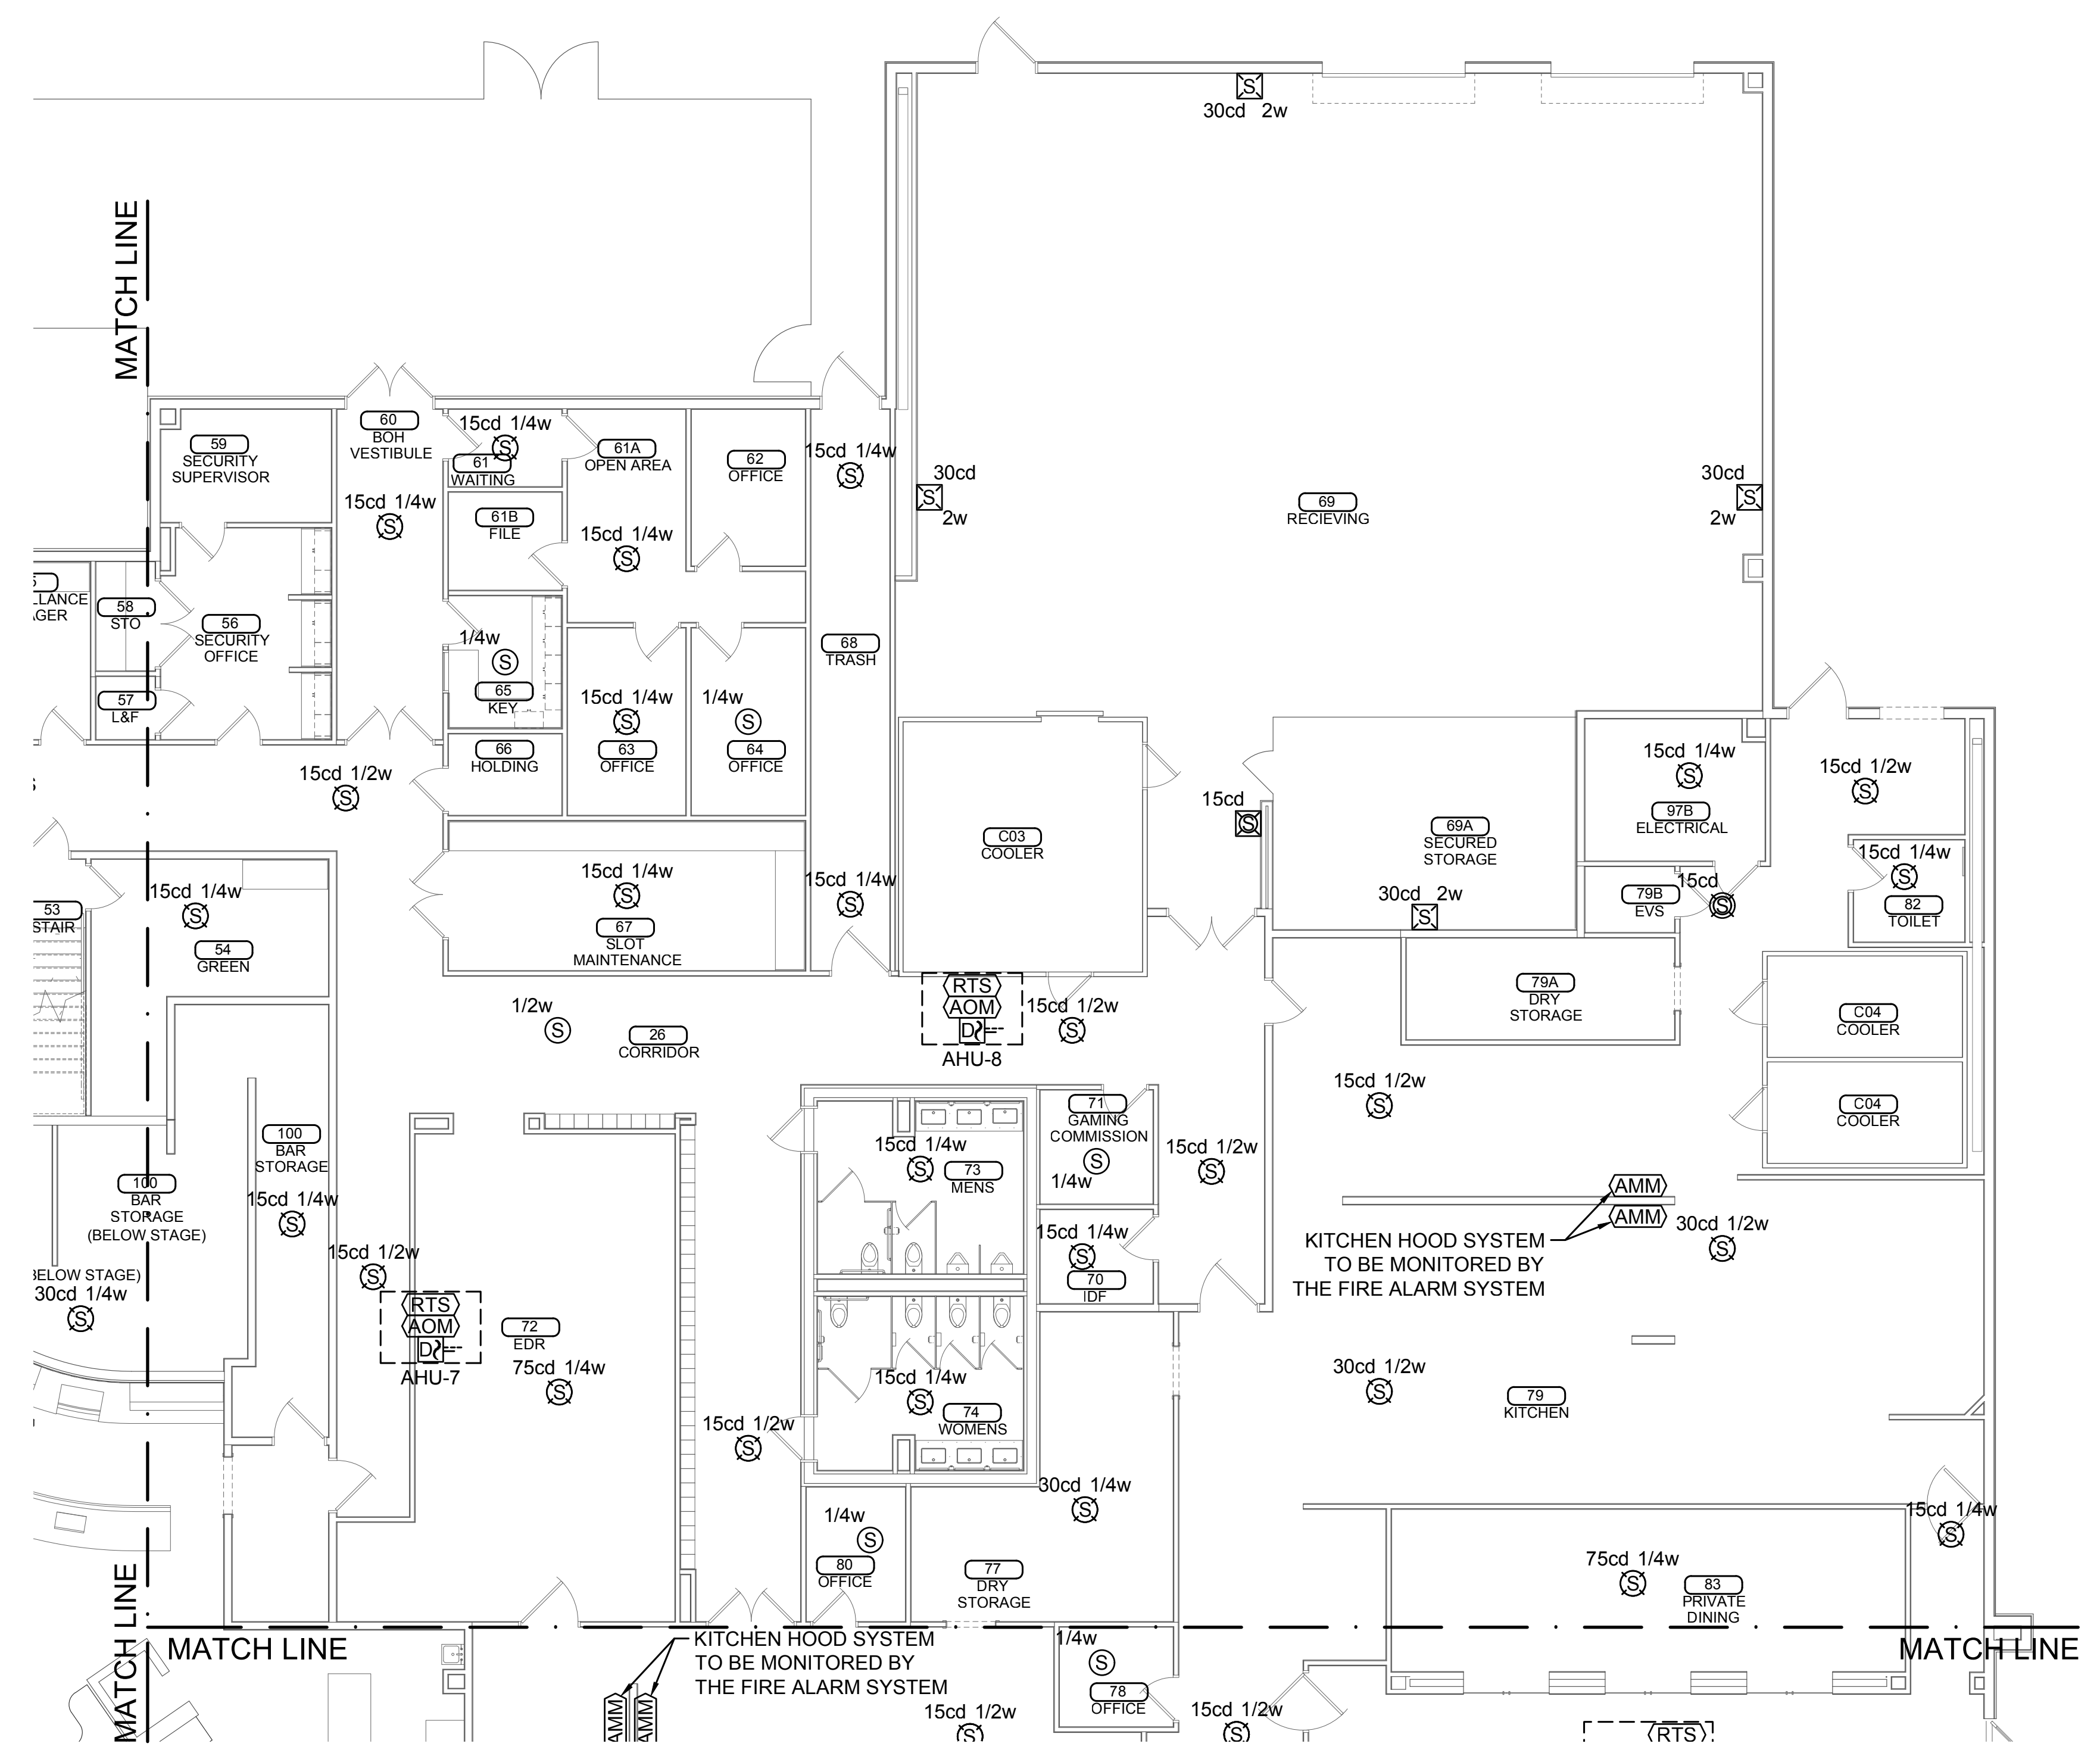 S
30cd 2w
MATCH LINE
60
BOH
VESTIBULE
15cd 1/4w
S
59
SECURITY
SUPERVISOR
61
WAITING
61A
OPEN AREA
62
OFFICE
15cd 1/4w
S
30cd
S
2w
30cd
S
2w
69
RECIEVING
15cd 1/4w
S
61B
FILE
15cd 1/4w
S
58
STO
56
SECURITY
OFFICE
LLANCE
AGER
1/4w
S
65
KEY
68
TRASH
57
L&F
15cd 1/4w
S
63
OFFICE
1/4w
S
64
OFFICE
66
HOLDING
15cd 1/2w
S
15cd 1/4w
S
97B
ELECTRICAL
15cd 1/2w
S
15cd
S
C03
COOLER
69A
SECURED
STORAGE
30cd 2w
S
79B
EVS
15cd
S
15cd 1/4w
S
82
TOILET
15cd 1/4w
S
67
SLOT
MAINTENANCE
15cd 1/4w
S
15cd 1/4w
S
54
GREEN
53
STAIR
1/2w
S
26
CORRIDOR
RTS
AOM
D
AHU-8
15cd 1/2w
S
79A
DRY
STORAGE
C04
COOLER
C04
COOLER
15cd 1/2w
S
71
GAMING
COMMISSION
S
1/4w
15cd 1/2w
S
15cd 1/4w
S
73
MENS
100
BAR
STORAGE
15cd 1/4w
S
100
BAR
STORAGE
(BELOW STAGE)
BELOW STAGE)
30cd 1/4w
S
15cd 1/2w
S
RTS
AOM
D
AHU-7
72
EDR
75cd 1/4w
S
15cd 1/4w
S
70
IDF
AMM
AMM
KITCHEN HOOD SYSTEM
TO BE MONITORED BY
THE FIRE ALARM SYSTEM
30cd 1/2w
S
30cd 1/2w
S
79
KITCHEN
15cd 1/4w
S
74
WOMENS
15cd 1/2w
S
30cd 1/4w
S
1/4w
S
80
OFFICE
77
DRY
STORAGE
15cd 1/4w
S
75cd 1/4w
S
83
PRIVATE
DINING
MATCH LINE
MATCH LINE
MATCH LINE
KITCHEN HOOD SYSTEM
TO BE MONITORED BY
THE FIRE ALARM SYSTEM
AMM
AMM
1/4w
S
78
OFFICE
15cd 1/2w
S
15cd 1/2w
S
RTS